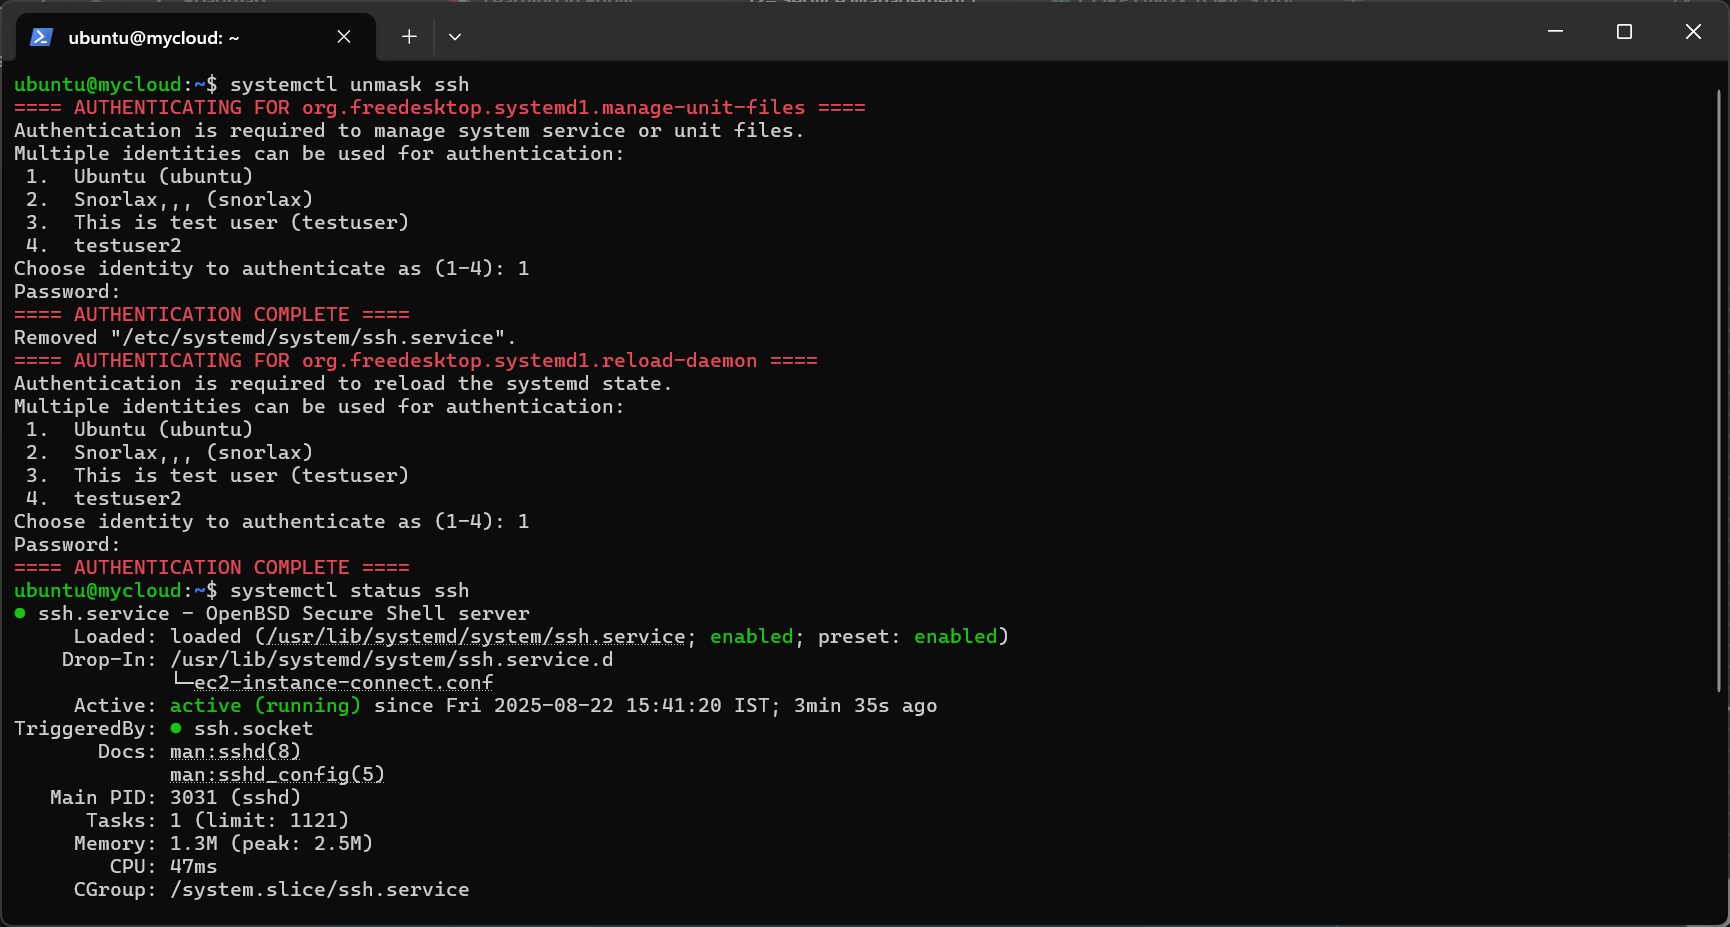 ubuntu@mycloud: ~
ubuntu@mycloud:~$ systemctl unmask ssh
==== AUTHENTICATING FOR org.freedesktop.systemd1.manage-unit-files ====
Authentication is required to manage system service or unit files.
Multiple identities can be used for authentication:
 1.  Ubuntu (ubuntu)
 2.  Snorlax,,, (snorlax)
 3.  This is test user (testuser)
 4.  testuser2
Choose identity to authenticate as (1-4): 1
Password:
==== AUTHENTICATION COMPLETE ====
Removed "/etc/systemd/system/ssh.service".
==== AUTHENTICATING FOR org.freedesktop.systemd1.reload-daemon ====
Authentication is required to reload the systemd state.
Multiple identities can be used for authentication:
 1.  Ubuntu (ubuntu)
 2.  Snorlax,,, (snorlax)
 3.  This is test user (testuser)
 4.  testuser2
Choose identity to authenticate as (1-4): 1
Password:
==== AUTHENTICATION COMPLETE ====
ubuntu@mycloud:~$ systemctl status ssh
● ssh.service - OpenBSD Secure Shell server
     Loaded: loaded (/usr/lib/systemd/system/ssh.service; enabled; preset: enabled)
    Drop-In: /usr/lib/systemd/system/ssh.service.d
             └─ec2-instance-connect.conf
     Active: active (running) since Fri 2025-08-22 15:41:20 IST; 3min 35s ago
TriggeredBy: ● ssh.socket
       Docs: man:sshd(8)
             man:sshd_config(5)
   Main PID: 3031 (sshd)
      Tasks: 1 (limit: 1121)
     Memory: 1.3M (peak: 2.5M)
        CPU: 47ms
     CGroup: /system.slice/ssh.service